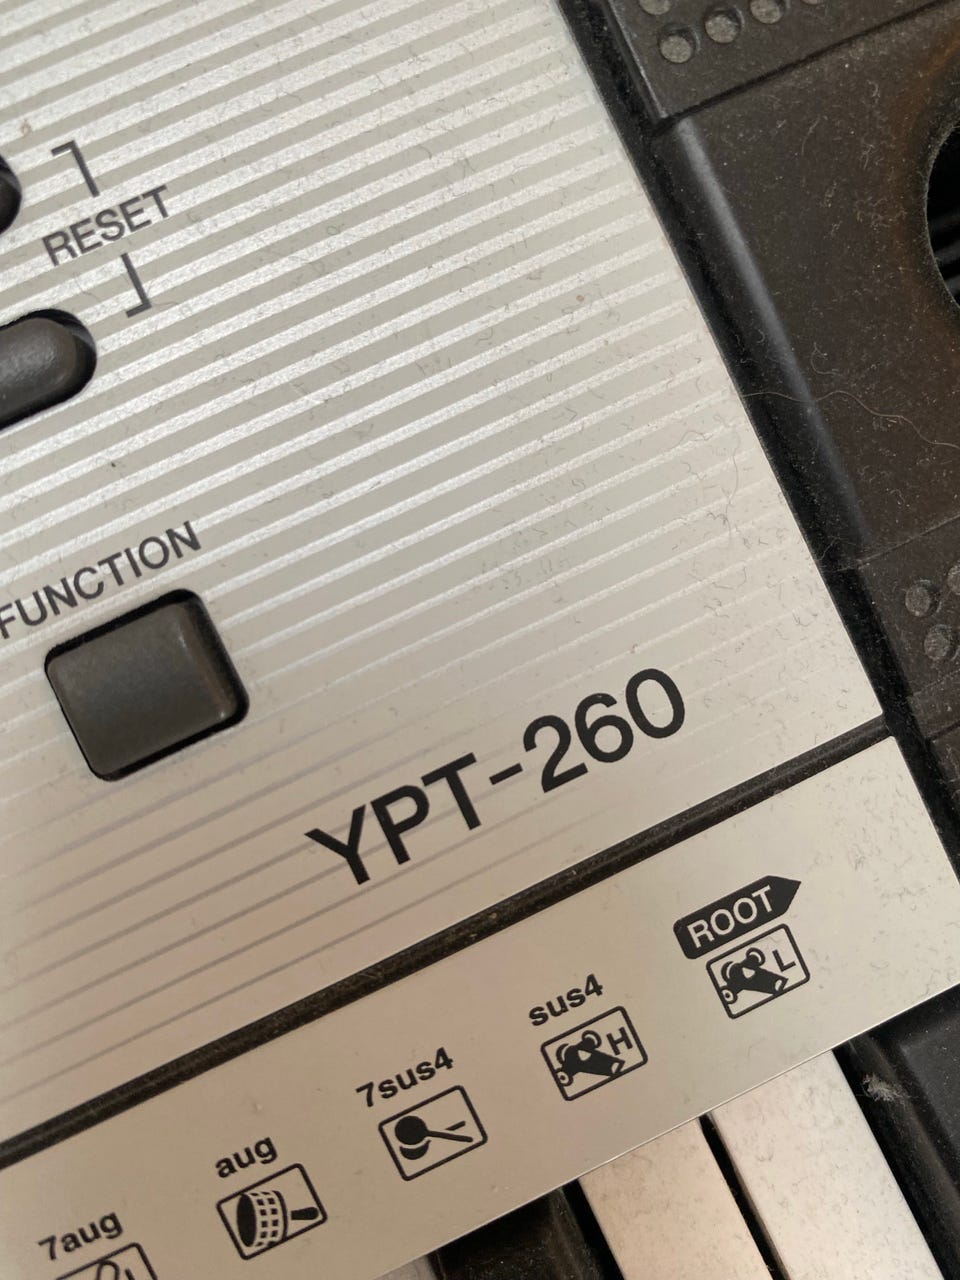 RESET
FUNCTION
YPT-260
ROOT
L
sus4
H
7sus4
aug
7aug